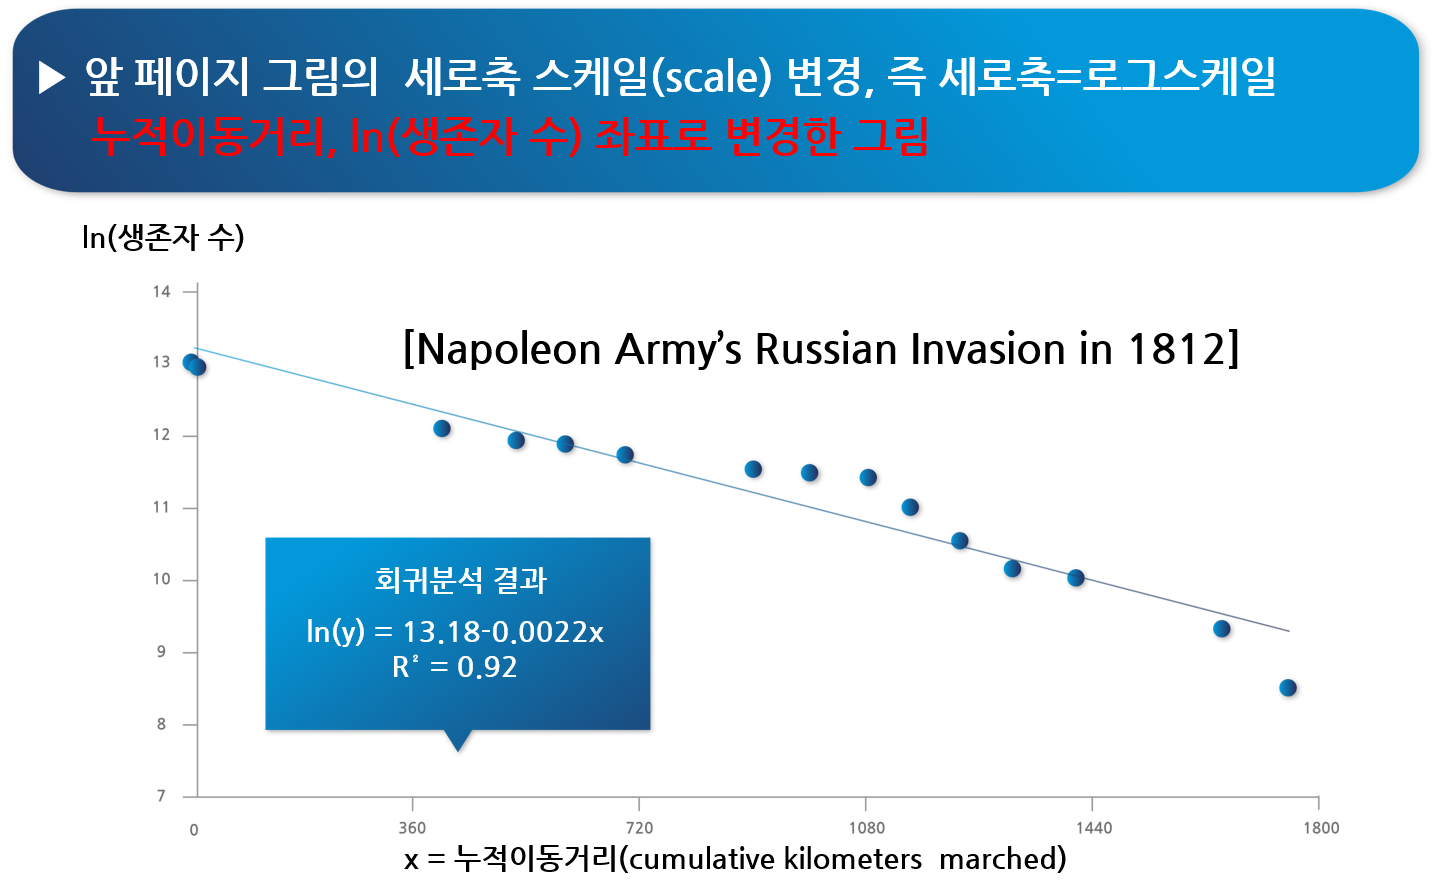 ▶ 앞 페이지 그림의 세로축 스케일(scale) 변경, 즉 세로축=로그스케일
누적이동거리, ln(생존자 수) 좌표로 변경한 그림
ln(생존자 수)
14
[Napoleon Army’s Russian Invasion in 1812]
13
12
11
10
9
8
7
회귀분석 결과
ln(y) = 13.18-0.0022x
R² = 0.92
0
360
720
1080
1440
1800
x = 누적이동거리(cumulative kilometers marched)